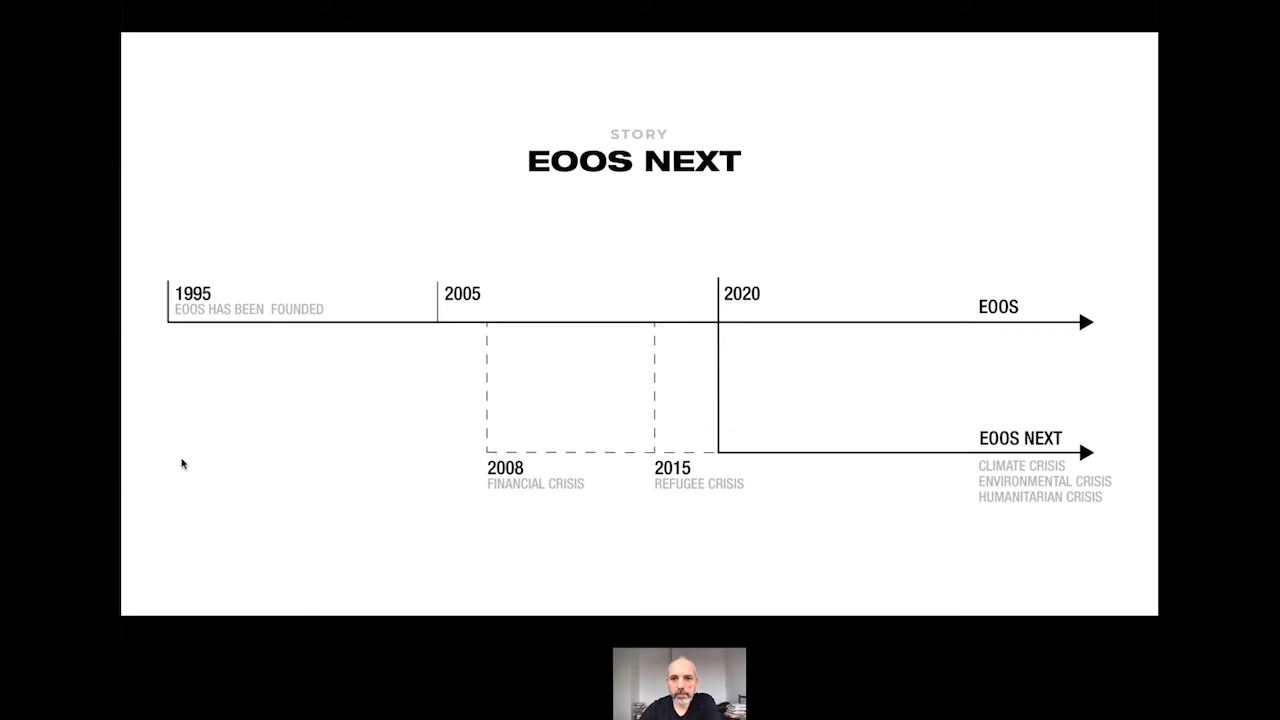 STORY
EOOS NEXT
1995
EOOS HAS BEEN FOUNDED
2005
2020
EOOS
EOOS NEXT
2008
FINANCIAL CRISIS
2015
REFUGEE CRISIS
CLIMATE CRISIS
ENVIRONMENTAL CRISIS
HUMANITARIAN CRISIS